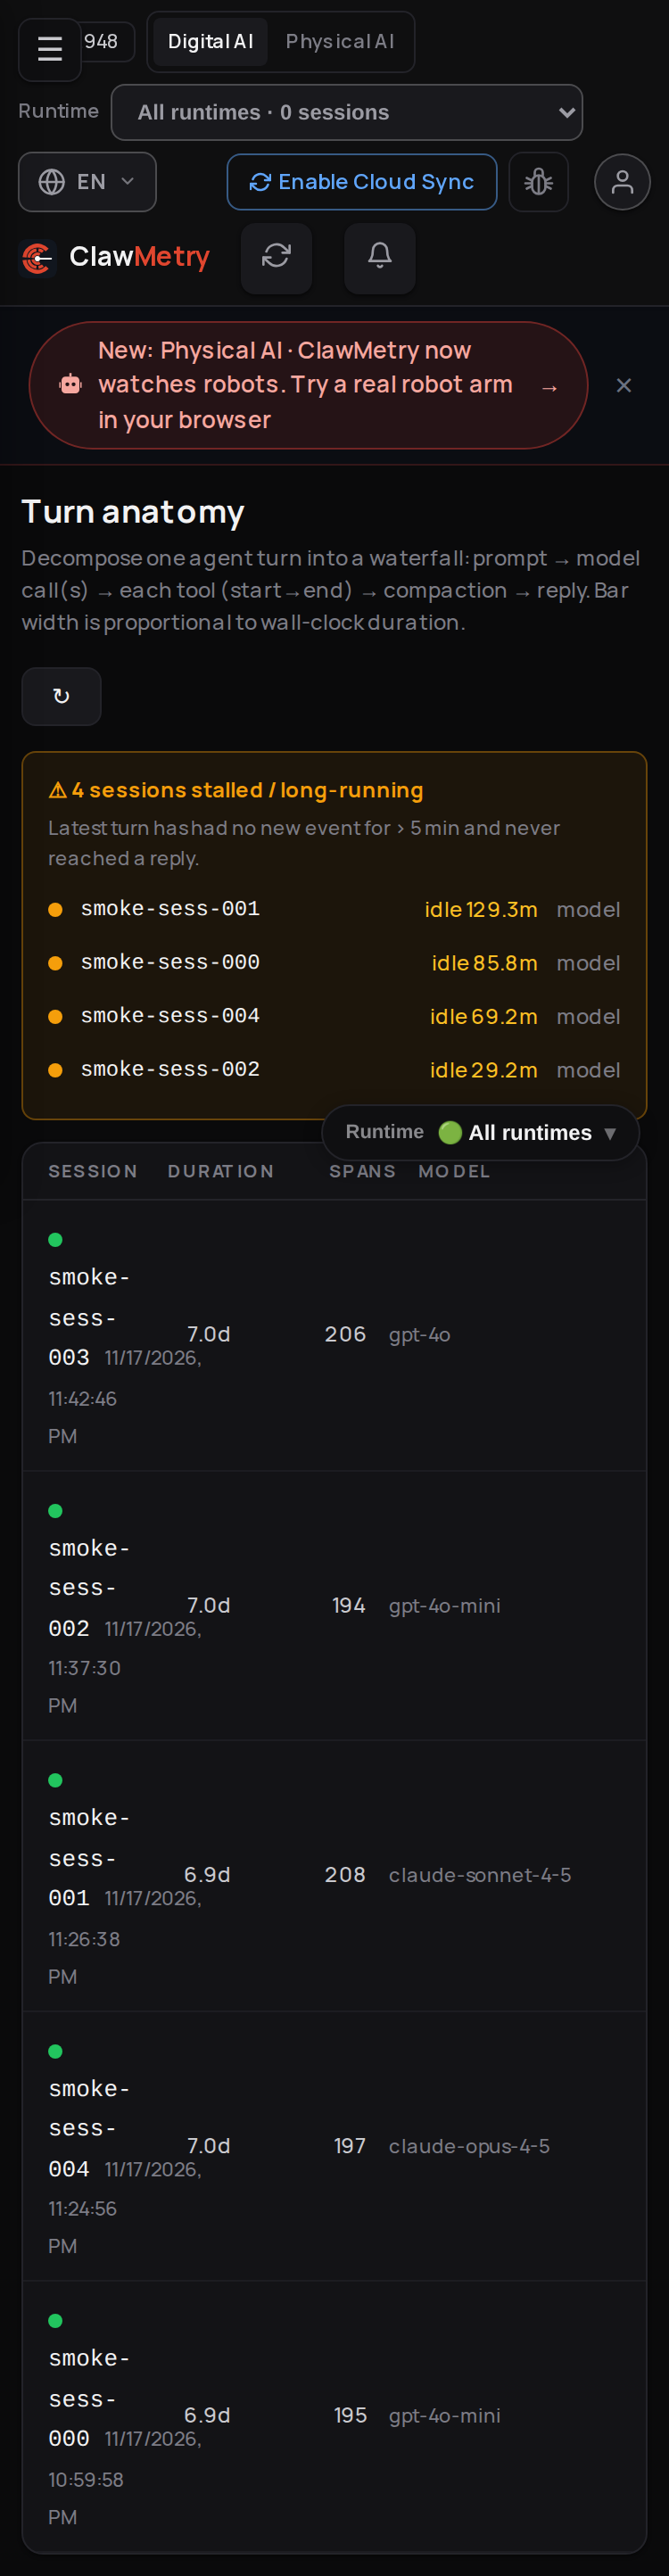 948
Digital AI Physical AI
Runtime All runtimes · 0 sessions
EN Enable Cloud Sync
ClawMetry
New: Physical AI · ClawMetry now
watches robots. Try a real robot arm →
in your browser
×
Turn anatomy
Decompose one agent turn into a waterfall: prompt → model
call(s) → each tool (start→end) → compaction → reply. Bar
width is proportional to wall-clock duration.
↻
⚠ 4 sessions stalled / long-running
Latest turn has had no new event for > 5 min and never
reached a reply.
smoke-sess-001 idle 129.3m model
smoke-sess-000 idle 85.8m model
smoke-sess-004 idle 69.2m model
smoke-sess-002 idle 29.2m model
Runtime All runtimes ▾
SESSION DURATION SPANS MODEL
smoke-
sess-
003 11/17/2026,
11:42:46
PM
7.0d 206 gpt-4o
smoke-
sess-
002 11/17/2026,
11:37:30
PM
7.0d 194 gpt-4o-mini
smoke-
sess-
001 11/17/2026,
11:26:38
PM
6.9d 208 claude-sonnet-4-5
smoke-
sess-
004 11/17/2026,
11:24:56
PM
7.0d 197 claude-opus-4-5
smoke-
sess-
000 11/17/2026,
10:59:58
PM
6.9d 195 gpt-4o-mini